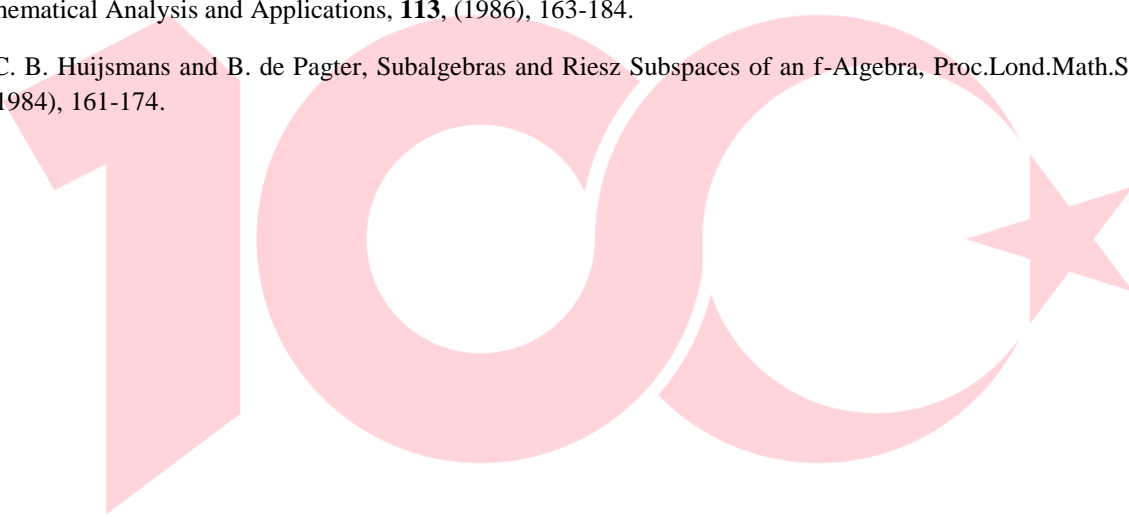 hematical Analysis and Applications, 113, (1986), 163-184.
C. B. Huijsmans and B. de Pagter, Subalgebras and Riesz Subspaces of an f-Algebra, Proc.Lond.Math.S
1984), 161-174.
100